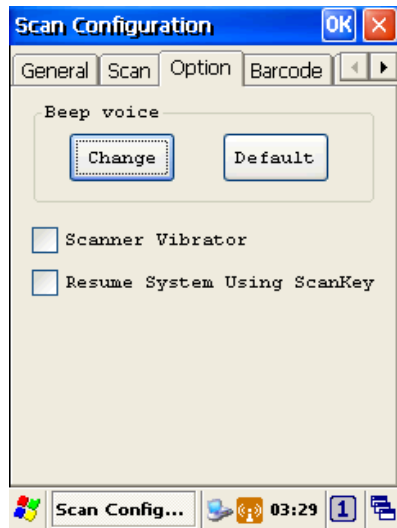 Scan Configuration OK
General Scan Option Barcode
Beep voice
Change Default
Scanner Vibrator
Resume System Using ScanKey
Scan Config... 03:29 1